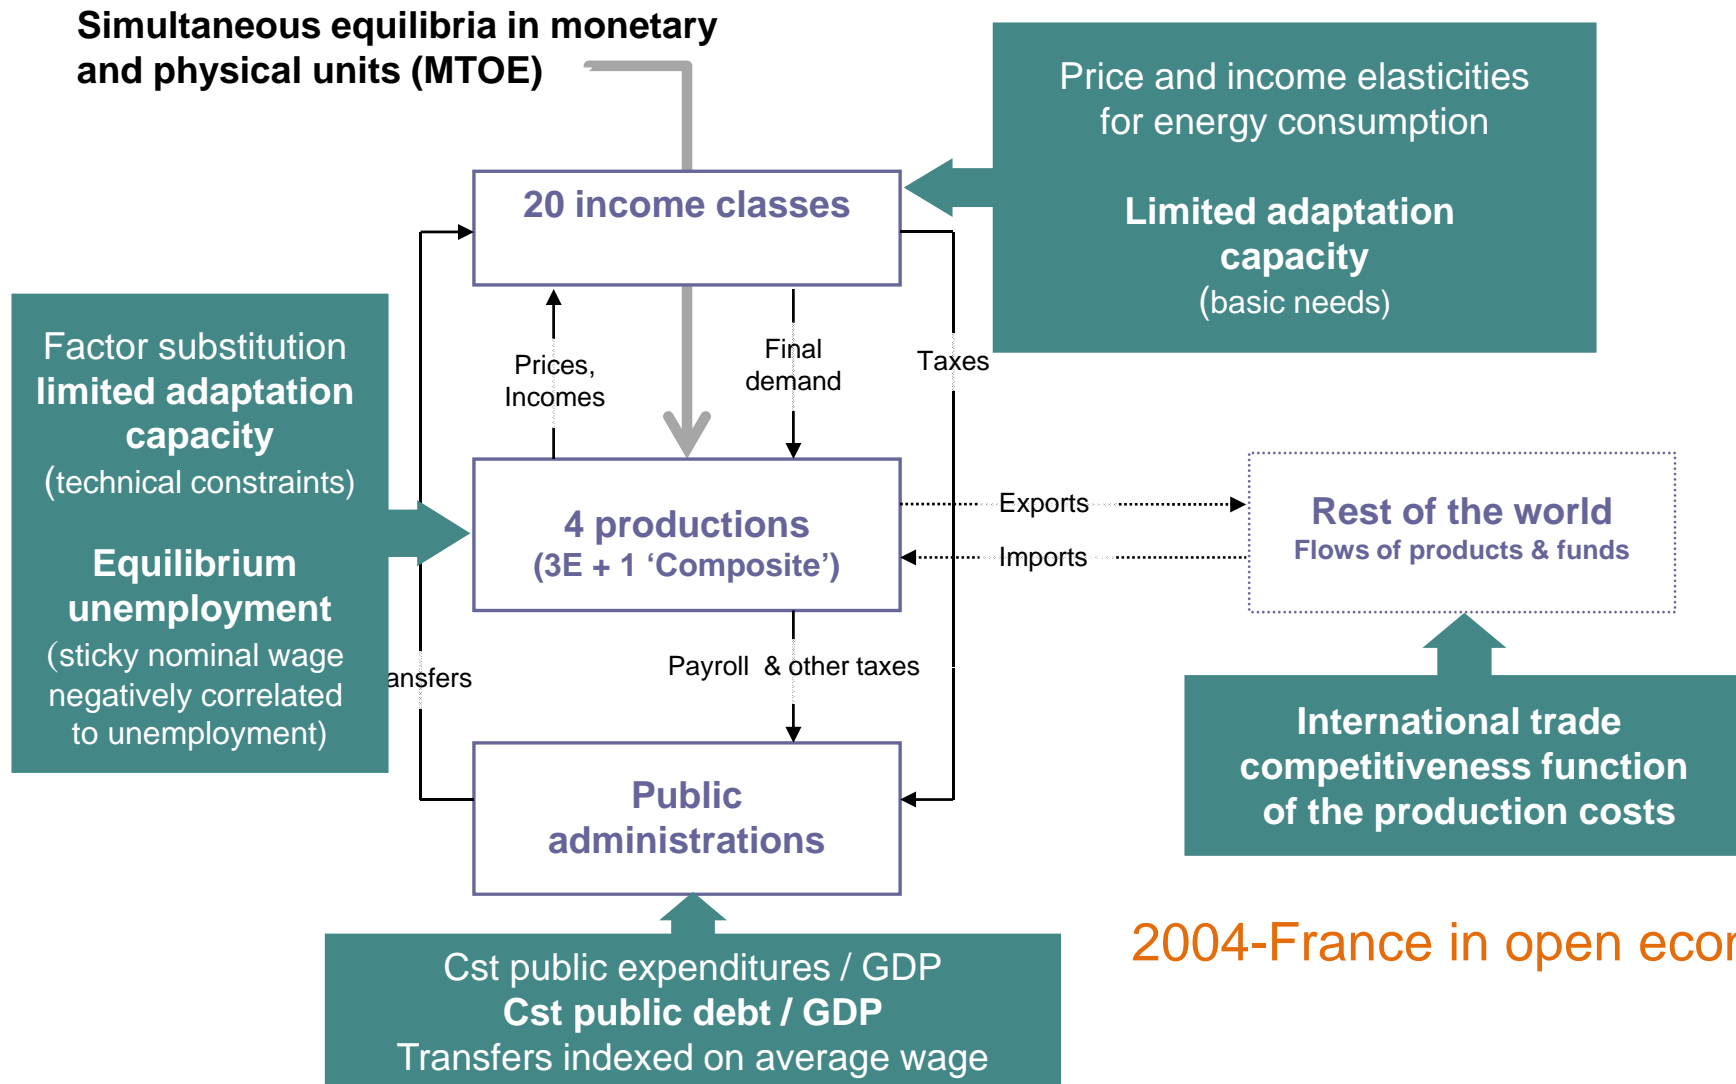 Simultaneous equilibria in monetary
and physical units (MTOE)
Price and income elasticities
for energy consumption
Limited adaptation
capacity
(basic needs)
20 income classes
Factor substitution
limited adaptation
capacity
(technical constraints)
Equilibrium
unemployment
(sticky nominal wage
negatively correlated
to unemployment)
Prices,
Incomes
Final
demand
Taxes
4 productions
(3E + 1 ‘Composite’)
Exports
Imports
Rest of the world
Flows of products & funds
ansfers
Payroll & other taxes
International trade
competitiveness function
of the production costs
Public
administrations
2004-France in open econ
Cst public expenditures / GDP
Cst public debt / GDP
Transfers indexed on average wage